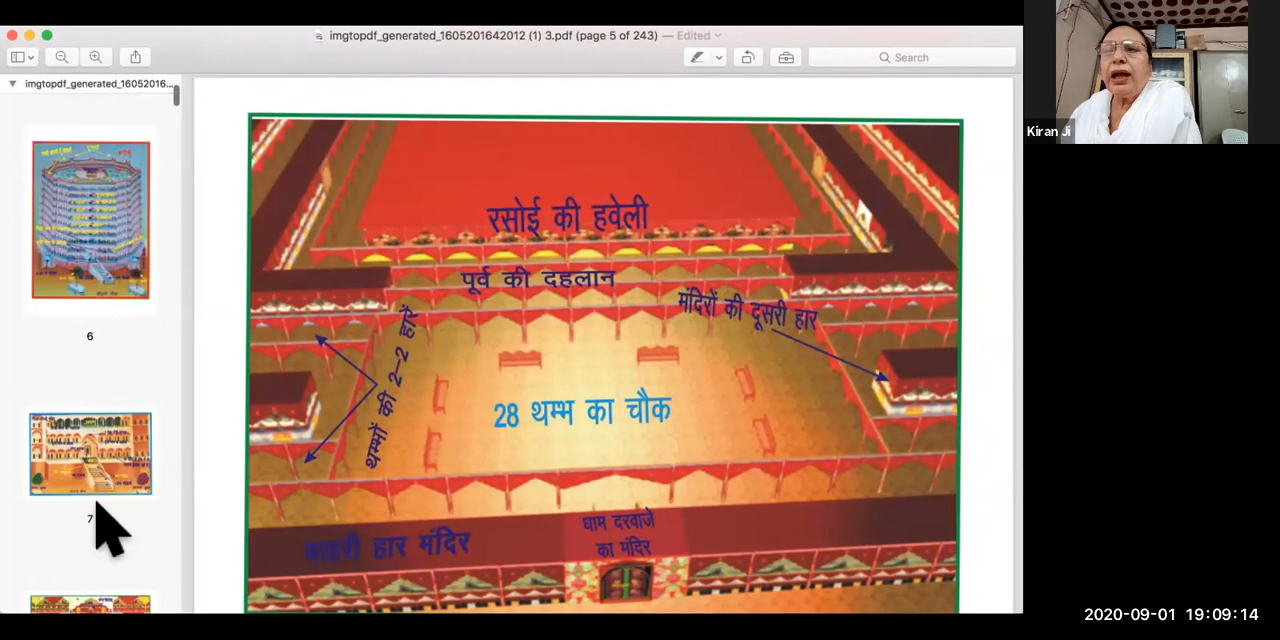 imgtopdf_generated_1605201642012 (1) 3.pdf (page 5 of 243) — Edited
Search
imgtopdf_generated_16052016...
6
7
रसोई की हवेली
पूर्व की दहलान
मंदिरों की दूसरी हार
थम्भों की 2-2 हारें
28 थम्भ का चौक
धाम दरवाजे
का मंदिर
बाहरी हार मंदिर
Kiran Ji
2020-09-01 19:09:14